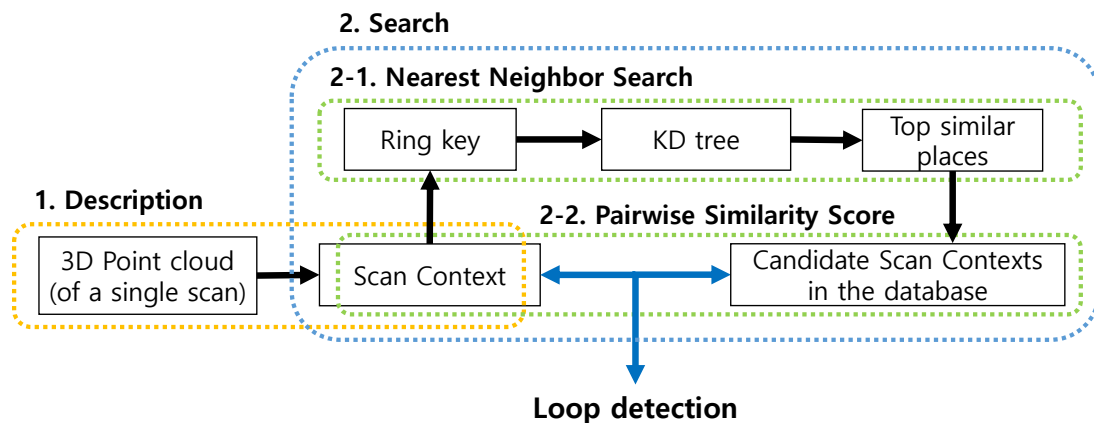 2. Search
2-1. Nearest Neighbor Search
Ring key
KD tree
Top similar
places
1. Description
2-2. Pairwise Similarity Score
3D Point cloud
(of a single scan)
Scan Context
Candidate Scan Contexts
in the database
Loop detection